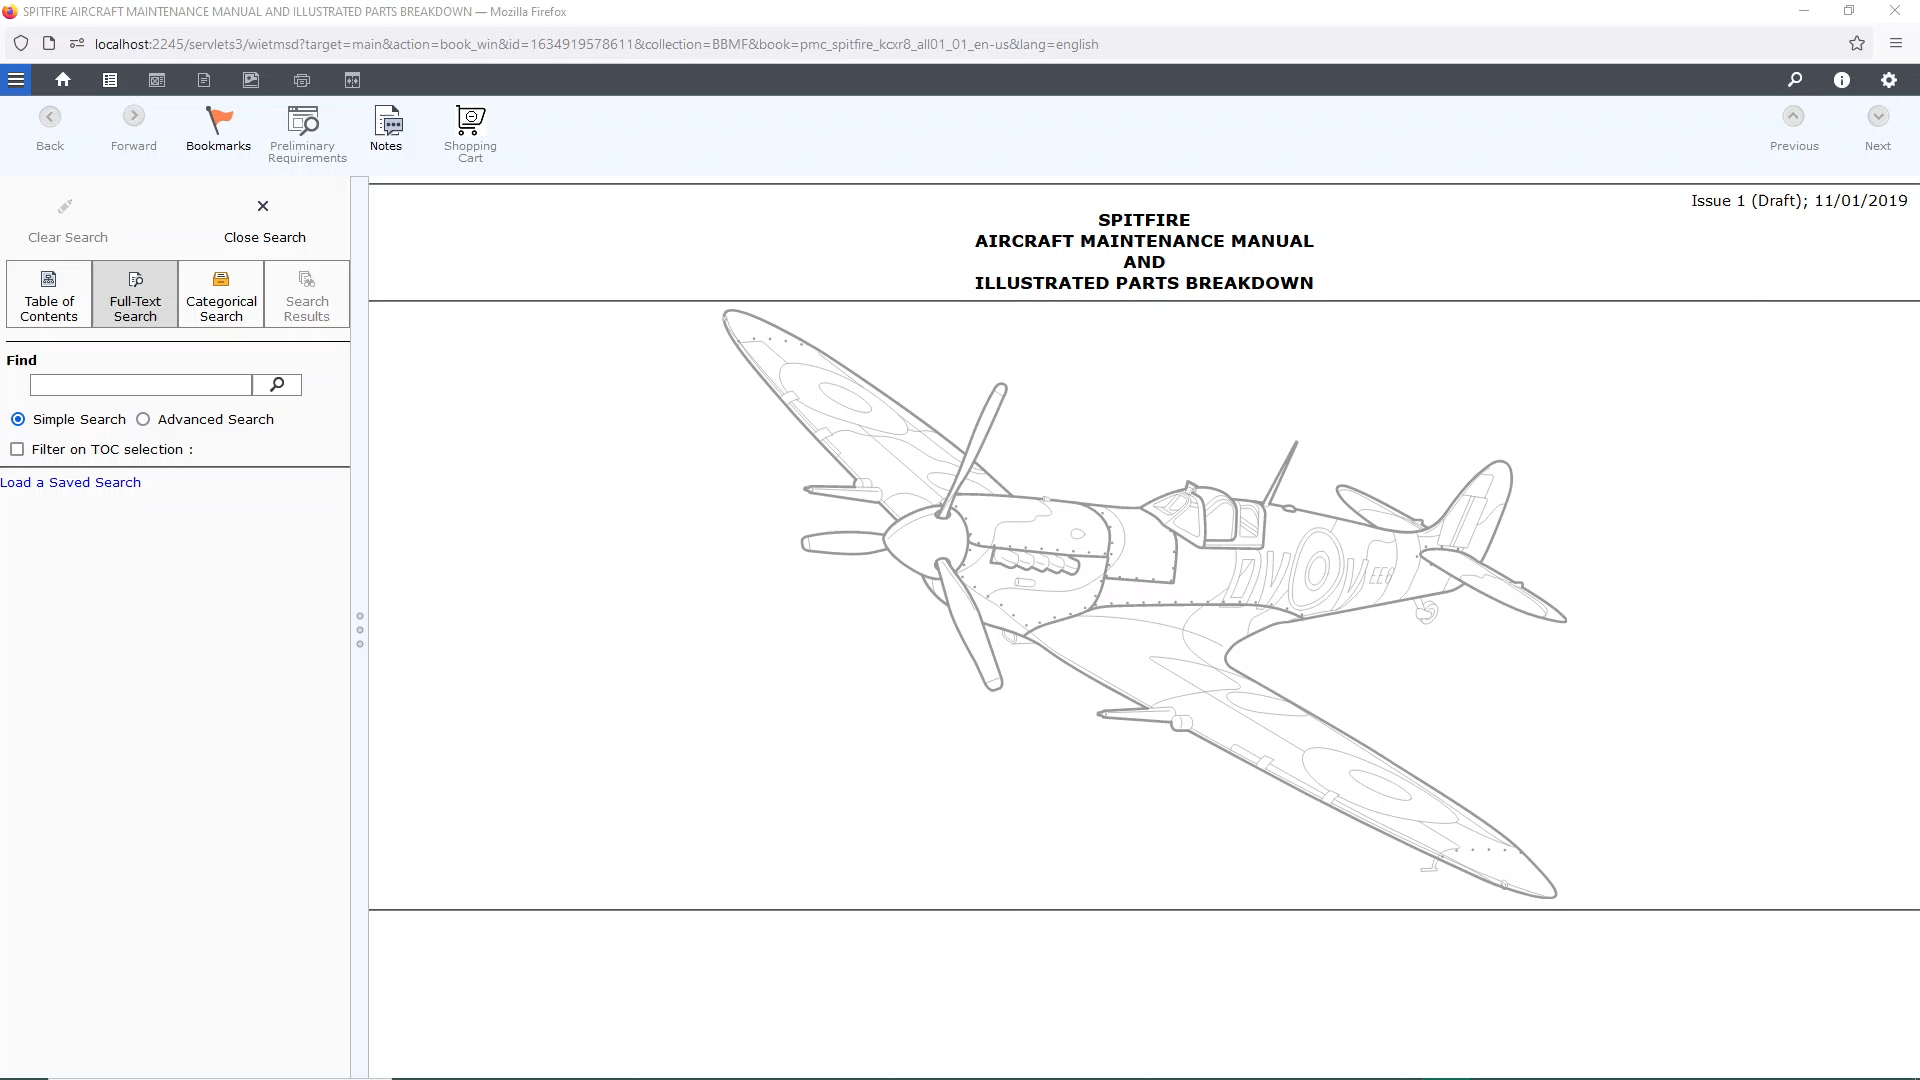 SPITFIRE AIRCRAFT MAINTENANCE MANUAL AND ILLUSTRATED PARTS BREAKDOWN — Mozilla Firefox
localhost:2245/servlets3/wietmsd?target=main&action=book_win&id=1634919578611&collection=BBMF&book=pmc_spitfire_kcxr8_all01_01_en-us&lang=english
Back
Forward
Bookmarks
Preliminary
Requirements
Notes
Shopping
Cart
Previous
Next
Clear Search
Close Search
Table of
Contents
Full-Text
Search
Categorical
Search
Search
Results
Find
Simple Search
Advanced Search
Filter on TOC selection :
Load a Saved Search
Issue 1 (Draft); 11/01/2019
SPITFIRE
AIRCRAFT MAINTENANCE MANUAL
AND
ILLUSTRATED PARTS BREAKDOWN